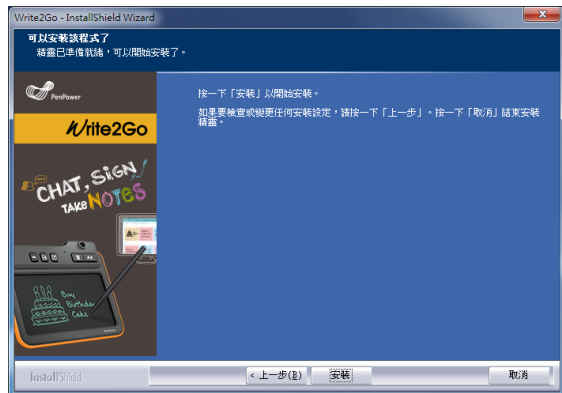 Write2Go - InstallShield Wizard
可以安裝該程式了
精靈已準備就緒，可以開始安裝了。
PenPower
Write2Go
CHAT, SIGN/
TAKE NOTES
Buy
Birthday
Cake
按一下「安裝」以開始安裝。
如果要檢查或變更任何安裝設定，請按一下「上一步」。按一下「取消」結束安裝
精靈。
InstallShield
< 上一步(B)
安裝
取消